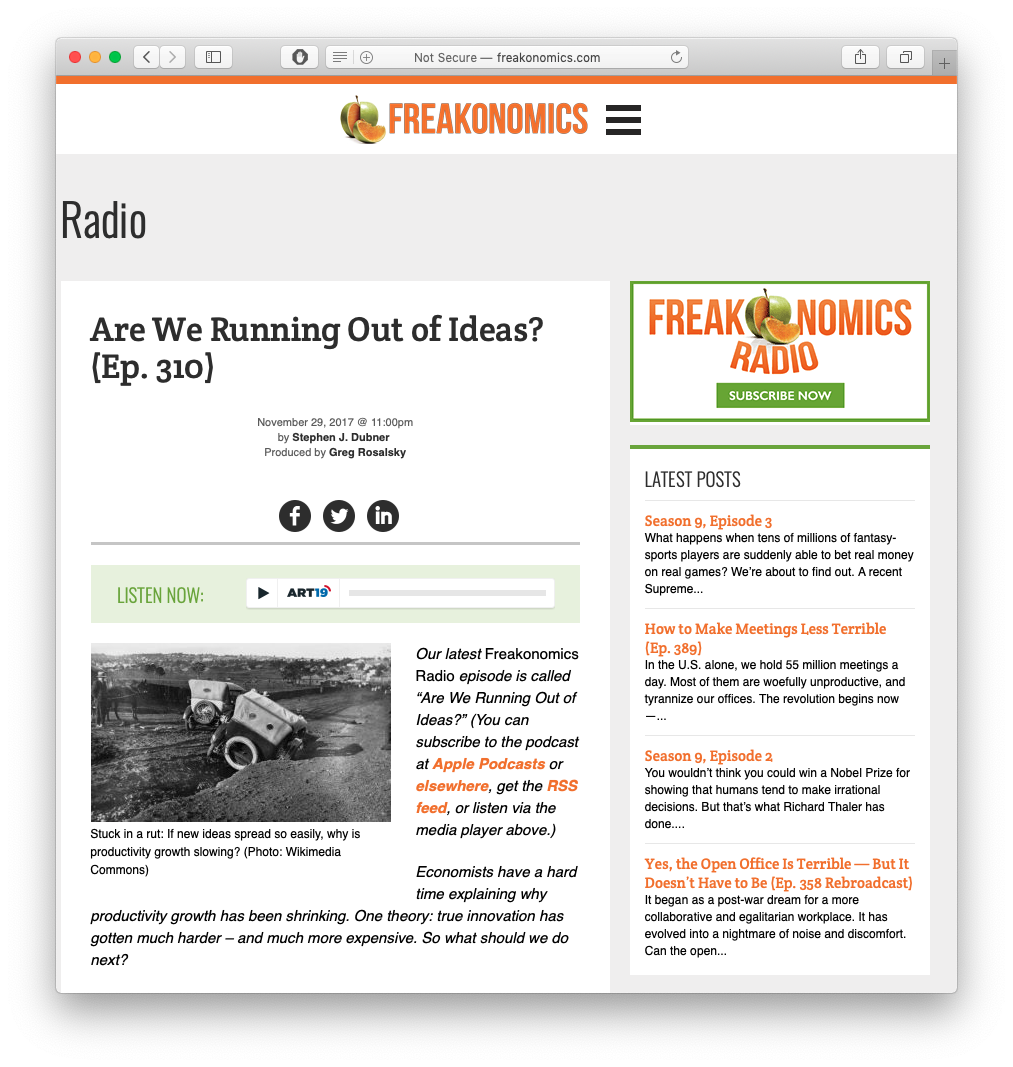 Not Secure — freakonomics.com
FREAKONOMICS
Radio
Are We Running Out of Ideas?
(Ep. 310)
November 29, 2017 @ 11:00pm
by Stephen J. Dubner
Produced by Greg Rosalsky
LISTEN NOW:
ART19
Stuck in a rut: If new ideas spread so easily, why is
productivity growth slowing? (Photo: Wikimedia
Commons)
Our latest Freakonomics
Radio episode is called
“Are We Running Out of
Ideas?” (You can
subscribe to the podcast
at Apple Podcasts or
elsewhere, get the RSS
feed, or listen via the
media player above.)
Economists have a hard
time explaining why
productivity growth has been shrinking. One theory: true innovation has
gotten much harder – and much more expensive. So what should we do
next?
FREAKONOMICS
RADIO
SUBSCRIBE NOW
LATEST POSTS
Season 9, Episode 3
What happens when tens of millions of fantasy-
sports players are suddenly able to bet real money
on real games? We’re about to find out. A recent
Supreme...
How to Make Meetings Less Terrible
(Ep. 389)
In the U.S. alone, we hold 55 million meetings a
day. Most of them are woefully unproductive, and
tyrannize our offices. The revolution begins now
—...
Season 9, Episode 2
You wouldn’t think you could win a Nobel Prize for
showing that humans tend to make irrational
decisions. But that’s what Richard Thaler has
done....
Yes, the Open Office Is Terrible — But It
Doesn’t Have to Be (Ep. 358 Rebroadcast)
It began as a post-war dream for a more
collaborative and egalitarian workplace. It has
evolved into a nightmare of noise and discomfort.
Can the open...